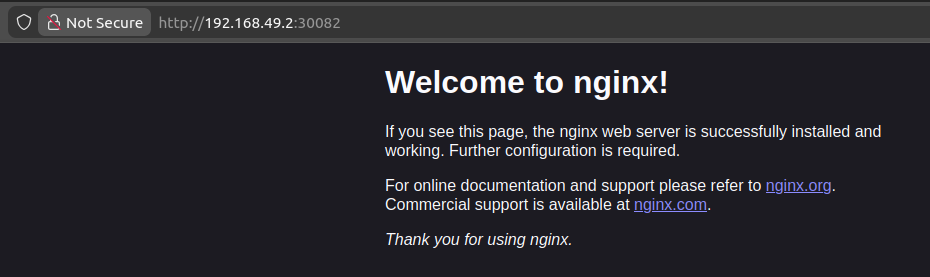 Not Secure http://192.168.49.2:30082
Welcome to nginx!
If you see this page, the nginx web server is successfully installed and
working. Further configuration is required.
For online documentation and support please refer to nginx.org.
Commercial support is available at nginx.com.
Thank you for using nginx.